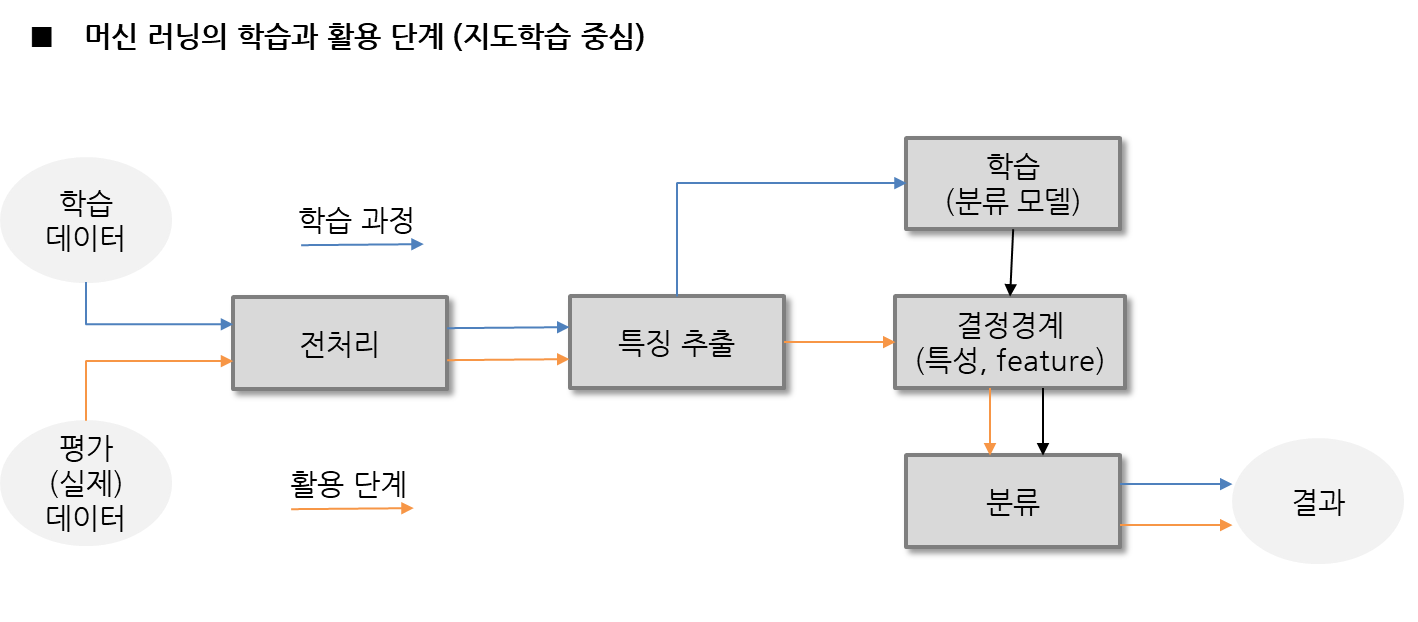 ■ 머신 러닝의 학습과 활용 단계 (지도학습 중심)
학습
데이터
학습 과정
전처리
특징 추출
학습
(분류 모델)
결정경계
(특성, feature)
평가
(실제)
데이터
활용 단계
분류
결과